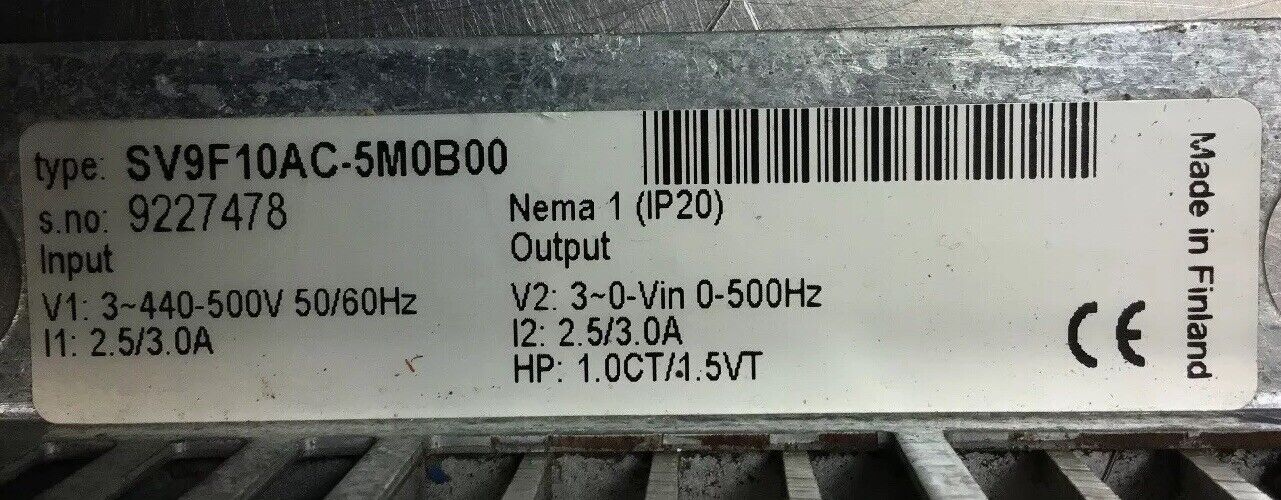 type: SV9F10AC-5M0B00
s.no: 9227478
Nema 1 (IP20)
Input
Output
V1: 3~440-500V 50/60Hz
V2: 3~0-Vin 0-500Hz
I1: 2.5/3.0A
I2: 2.5/3.0A
HP: 1.0CT/1.5VT
CE
Made in Finland